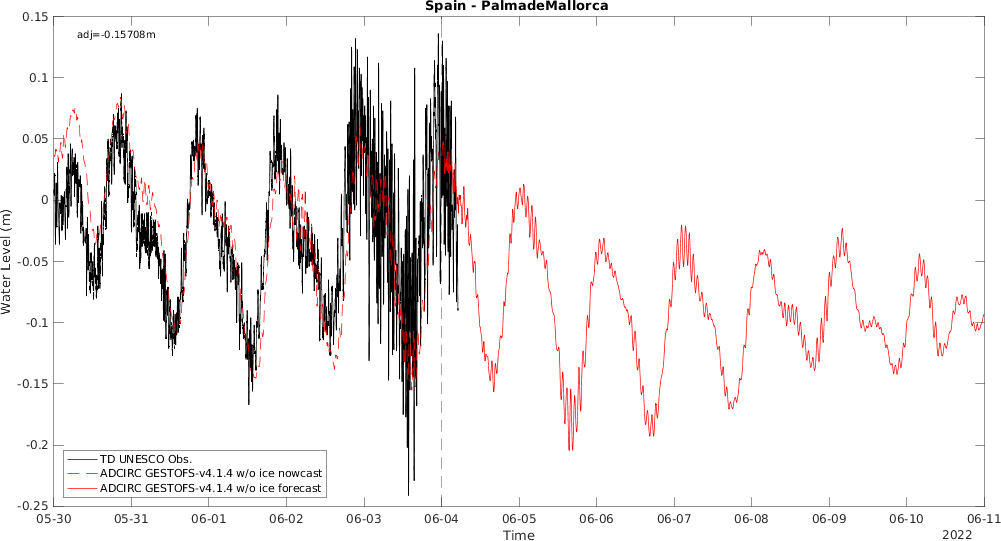 Spain - PalmadeMallorca
adj=-0.15708m
0.15
0.1
0.05
0
-0.05
-0.1
-0.15
-0.2
-0.25
Water Level (m)
TD UNESCO Obs.
ADCIRC GESTOFS-v4.1.4 w/o ice nowcast
ADCIRC GESTOFS-v4.1.4 w/o ice forecast
05-30 05-31 06-01 06-02 06-03 06-04 06-05 06-06 06-07 06-08 06-09 06-10 06-11
Time
2022